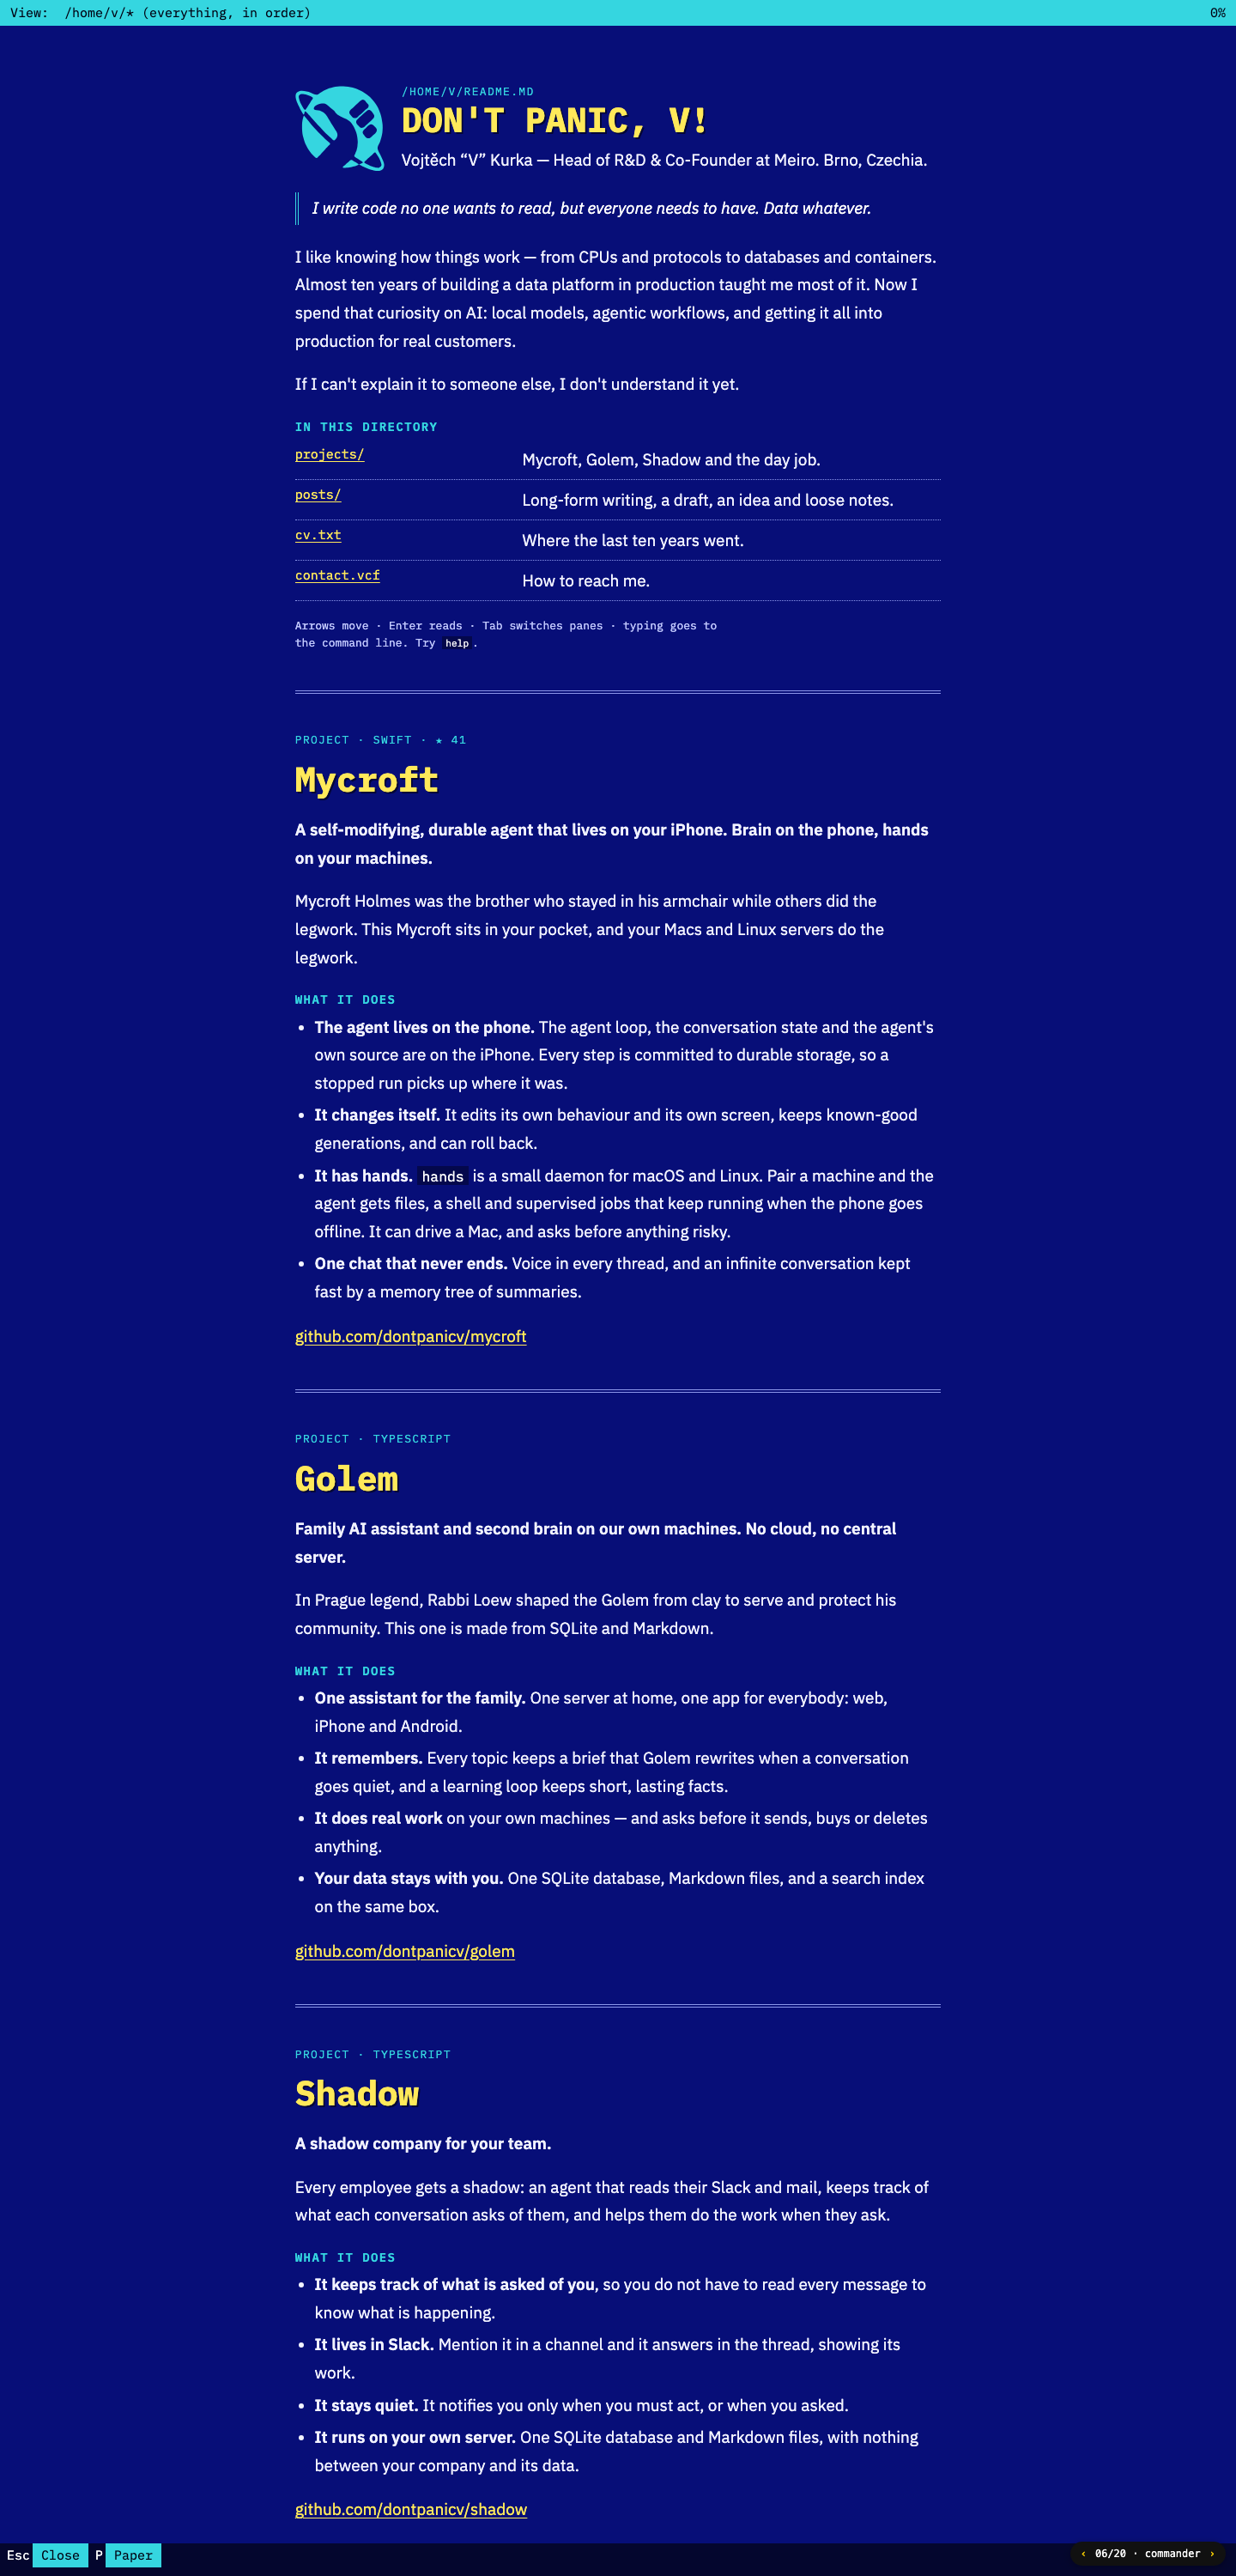 View: /home/v/* (everything, in order) 0%
/HOME/V/README.MD
DON'T PANIC, V!
Vojtěch “V” Kurka — Head of R&D & Co-Founder at Meiro. Brno, Czechia.
I write code no one wants to read, but everyone needs to have. Data whatever.
I like knowing how things work — from CPUs and protocols to databases and containers.
Almost ten years of building a data platform in production taught me most of it. Now I
spend that curiosity on AI: local models, agentic workflows, and getting it all into
production for real customers.
If I can't explain it to someone else, I don't understand it yet.
IN THIS DIRECTORY
projects/ Mycroft, Golem, Shadow and the day job.
posts/ Long-form writing, a draft, an idea and loose notes.
cv.txt Where the last ten years went.
contact.vcf How to reach me.
Arrows move · Enter reads · Tab switches panes · typing goes to
the command line. Try help.
PROJECT · SWIFT · ★ 41
Mycroft
A self-modifying, durable agent that lives on your iPhone. Brain on the phone, hands
on your machines.
Mycroft Holmes was the brother who stayed in his armchair while others did the
legwork. This Mycroft sits in your pocket, and your Macs and Linux servers do the
legwork.
WHAT IT DOES
• The agent lives on the phone. The agent loop, the conversation state and the agent's
own source are on the iPhone. Every step is committed to durable storage, so a
stopped run picks up where it was.
• It changes itself. It edits its own behaviour and its own screen, keeps known-good
generations, and can roll back.
• It has hands. hands is a small daemon for macOS and Linux. Pair a machine and the
agent gets files, a shell and supervised jobs that keep running when the phone goes
offline. It can drive a Mac, and asks before anything risky.
• One chat that never ends. Voice in every thread, and an infinite conversation kept
fast by a memory tree of summaries.
github.com/dontpanicv/mycroft
PROJECT · TYPESCRIPT
Golem
Family AI assistant and second brain on our own machines. No cloud, no central
server.
In Prague legend, Rabbi Loew shaped the Golem from clay to serve and protect his
community. This one is made from SQLite and Markdown.
WHAT IT DOES
• One assistant for the family. One server at home, one app for everybody: web,
iPhone and Android.
• It remembers. Every topic keeps a brief that Golem rewrites when a conversation
goes quiet, and a learning loop keeps short, lasting facts.
• It does real work on your own machines — and asks before it sends, buys or deletes
anything.
• Your data stays with you. One SQLite database, Markdown files, and a search index
on the same box.
github.com/dontpanicv/golem
PROJECT · TYPESCRIPT
Shadow
A shadow company for your team.
Every employee gets a shadow: an agent that reads their Slack and mail, keeps track of
what each conversation asks of them, and helps them do the work when they ask.
WHAT IT DOES
• It keeps track of what is asked of you, so you do not have to read every message to
know what is happening.
• It lives in Slack. Mention it in a channel and it answers in the thread, showing its
work.
• It stays quiet. It notifies you only when you must act, or when you asked.
• It runs on your own server. One SQLite database and Markdown files, with nothing
between your company and its data.
github.com/dontpanicv/shadow
Esc Close P Paper ‹ 06/20 · commander ›